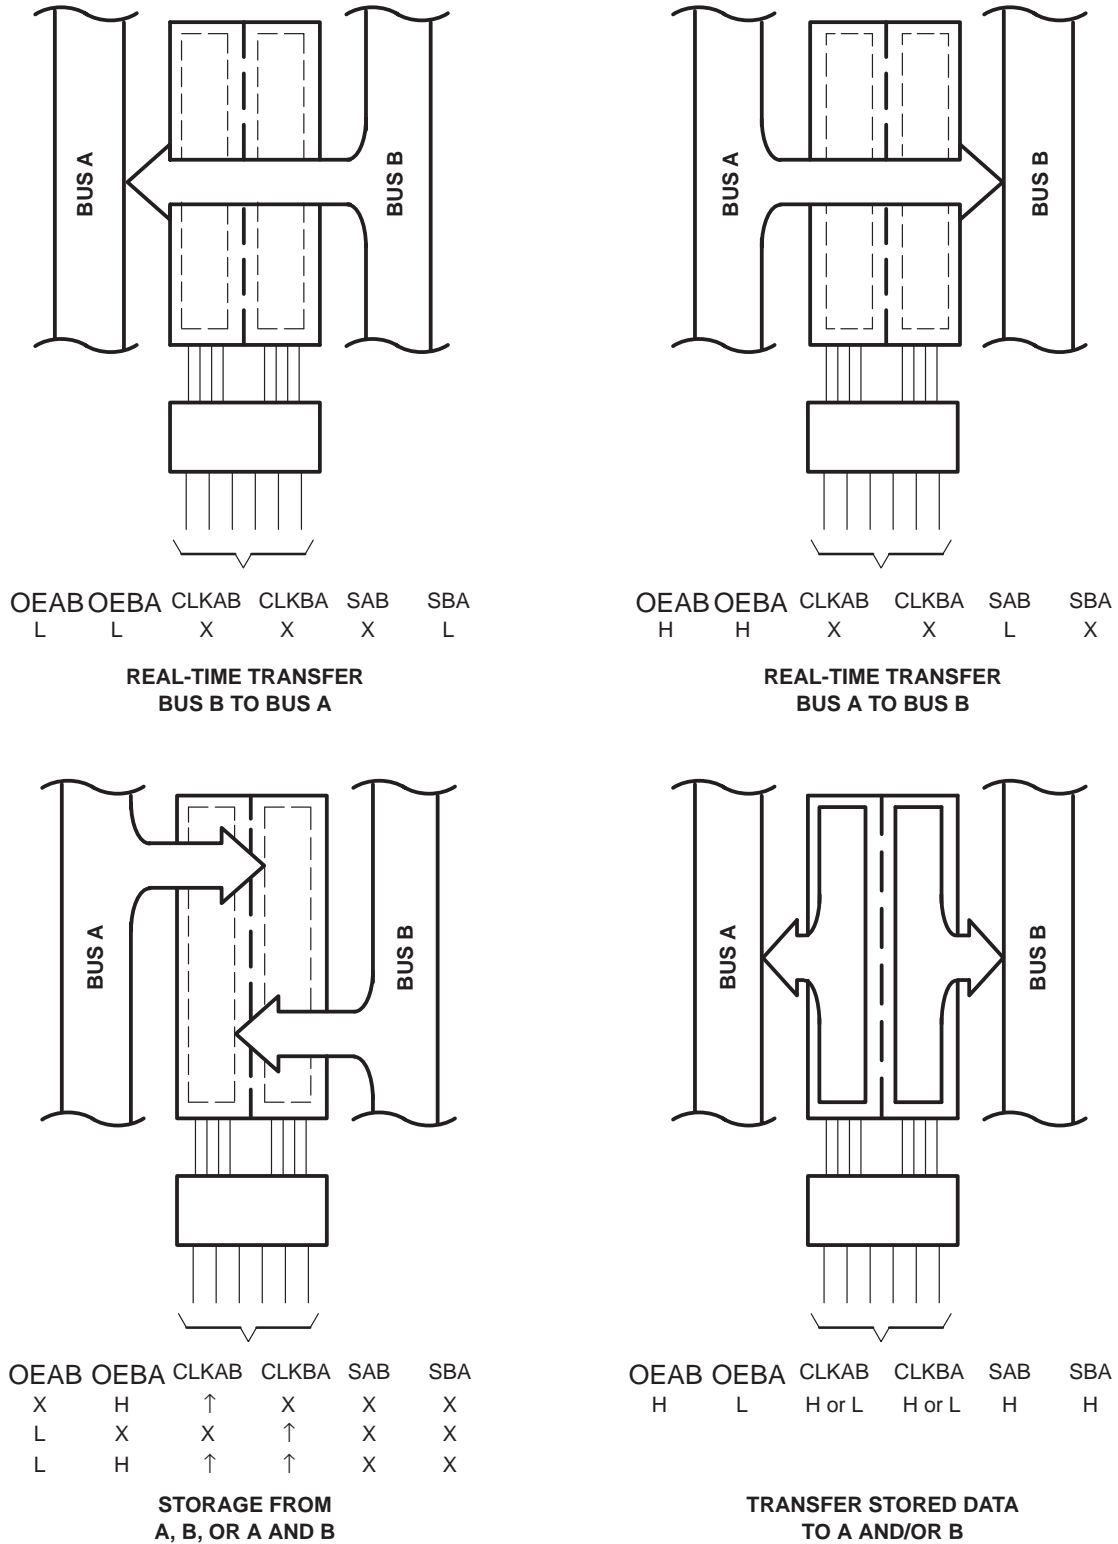 BUS A
BUS B
OEAB OEBA CLKAB CLKBA SAB SBA
L L X X X L
REAL-TIME TRANSFER
BUS B TO BUS A
BUS A
BUS B
OEAB OEBA CLKAB CLKBA SAB SBA
H H X X L X
REAL-TIME TRANSFER
BUS A TO BUS B
BUS A
BUS B
OEAB OEBA CLKAB CLKBA SAB SBA
X H ↑ X X X
L X X ↑ X X
L H ↑ ↑ X X
STORAGE FROM
A, B, OR A AND B
BUS A
BUS B
OEAB OEBA CLKAB CLKBA SAB SBA
H L H or L H or L H H
TRANSFER STORED DATA
TO A AND/OR B